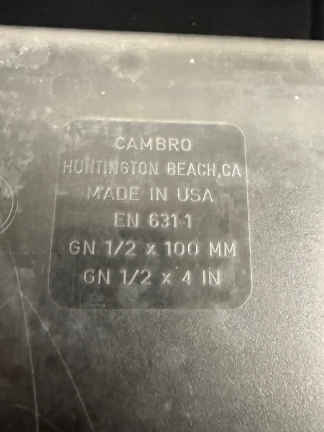 CAMBRO
HUNTINGTON BEACH,CA
MADE IN USA
EN 631-1
GN 1/2 x 100 MM
GN 1/2 x 4 IN